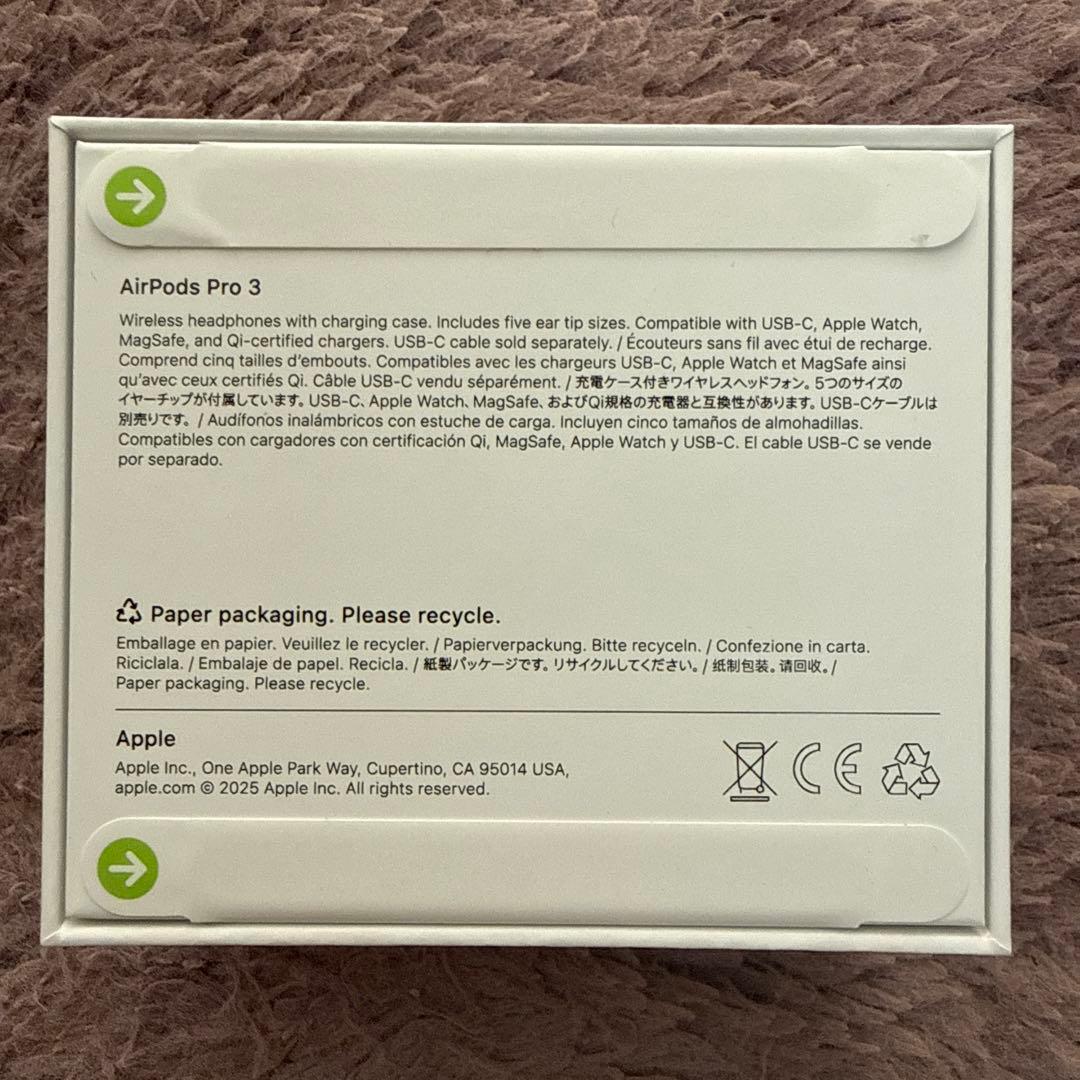 AirPods Pro 3
Wireless headphones with charging case. Includes five ear tip sizes. Compatible with USB-C, Apple Watch,
MagSafe, and Qi-certified chargers. USB-C cable sold separately. / Écouteurs sans fil avec étui de recharge.
Comprend cinq tailles d'embouts. Compatibles avec les chargeurs USB-C, Apple Watch et MagSafe ainsi
qu'avec ceux certifiés Qi. Câble USB-C vendu séparément. / 充電ケース付きワイヤレスヘッドフォン。5つのサイズの
イヤーチップが付属しています。USB-C、Apple Watch、MagSafe、およびQi規格の充電器と互換性があります。USB-Cケーブルは
別売りです。 / Audífonos inalámbricos con estuche de carga. Incluyen cinco tamaños de almohadillas.
Compatibles con cargadores con certificación Qi, MagSafe, Apple Watch y USB-C. El cable USB-C se vende
por separado.
Paper packaging. Please recycle.
Emballage en papier. Veuillez le recycler. / Papierverpackung. Bitte recyceln. / Confezione in carta.
Riciclala. / Embalaje de papel. Recicla. / 紙製パッケージです。リサイクルしてください。/ 纸制包装。请回收。/
Paper packaging. Please recycle.
Apple
Apple Inc., One Apple Park Way, Cupertino, CA 95014 USA,
apple.com © 2025 Apple Inc. All rights reserved.
CE